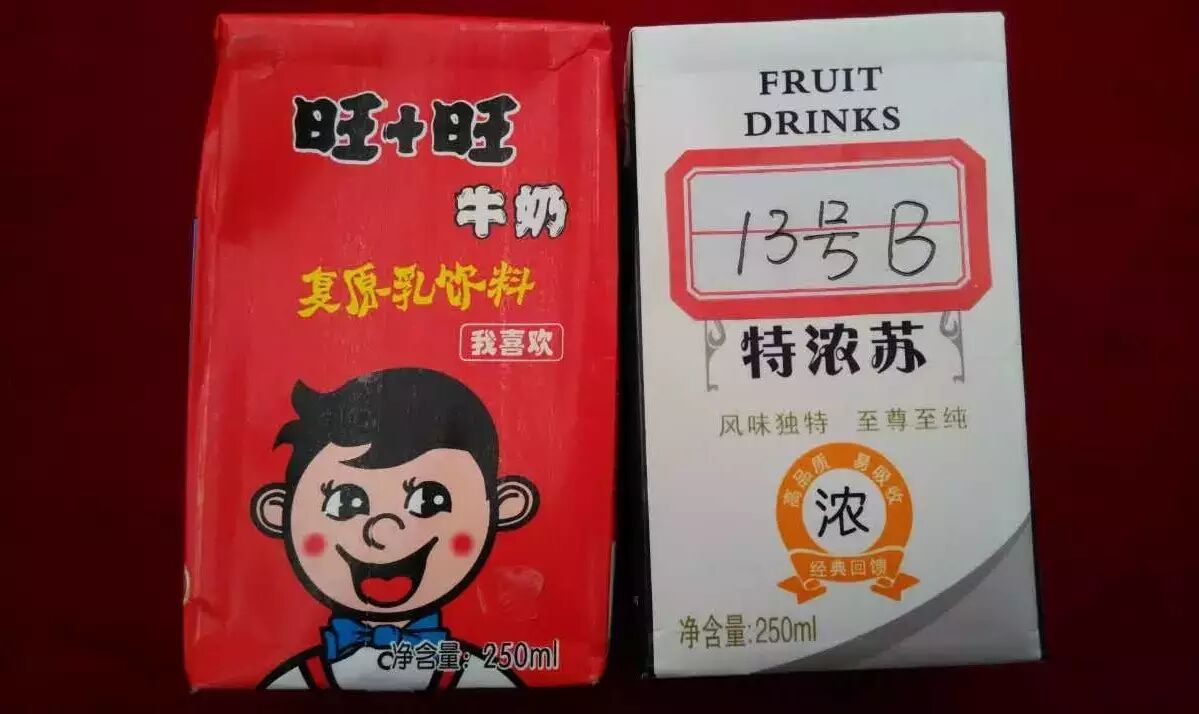 旺+旺
牛奶
复原乳饮料
我喜欢
净含量：250ml
FRUIT
DRINKS
13号B
特浓苏
风味独特 至尊至纯
高品质 易吸收
浓
经典回馈
净含量:250ml